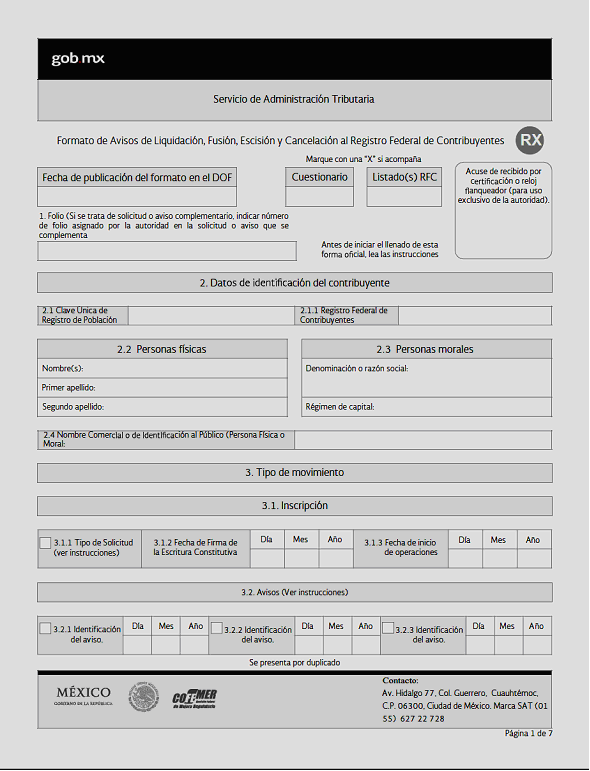 gob mx
Servicio de Administración Tributaria
Formato de Avisos de Liquidación, Fusión, Escisión y Cancelación al Registro Federal de Contribuyentes
RX
Marque con una "X" si acompaña
Fecha de publicación del formato en el DOF
Cuestionario
Listado(s) RFC
Acuse de recibido por
certificación o reloj
flanqueador (para uso
exclusivo de la autoridad).
1. Folio (Si se trata de solicitud o aviso complementario, indicar número
de folio asignado por la autoridad en la solicitud o aviso que se
complementa
Antes de iniciar el llenado de esta
forma oficial, lea las instrucciones
2. Datos de identificación del contribuyente
2.1 Clave Única de
Registro de Población
2.1.1 Registro Federal de
Contribuyentes
2.2 Personas físicas
2.3 Personas morales
Nombre(s):
Denominación o razón social:
Primer apellido:
Segundo apellido:
Régimen de capital:
2.4 Nombre Comercial o de Identificación al Público (Persona Física o
Moral:
3. Tipo de movimiento
3.1. Inscripción
3.1.1 Tipo de Solicitud
(ver instrucciones)
3.1.2 Fecha de Firma de
la Escritura Constitutiva
Día Mes Año
3.1.3 Fecha de inicio
de operaciones
Día Mes Año
3.2. Avisos (Ver instrucciones)
3.2.1 Identificación
del aviso.
Día Mes Año
3.2.2 Identificación
del aviso.
Día Mes Año
3.2.3 Identificación
del aviso.
Día Mes Año
Se presenta por duplicado
MÉXICO
GOBIERNO DE LA REPÚBLICA
COFEMER
de Mejora Regulatoria
Contacto:
Av. Hidalgo 77, Col. Guerrero, Cuauhtémoc,
C.P. 06300, Ciudad de México. Marca SAT (01
55) 627 22 728
Página 1 de 7